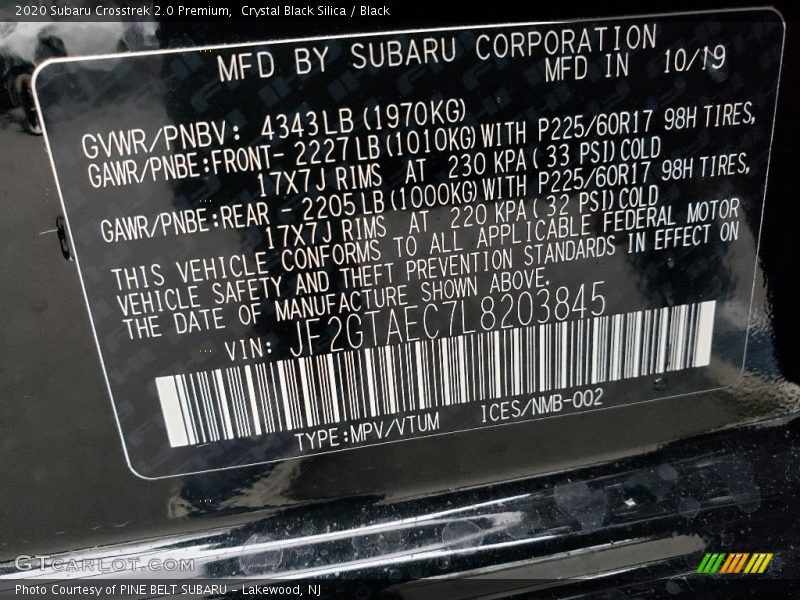 2020 Subaru Crosstrek 2.0 Premium, Crystal Black Silica / Black
MFD BY SUBARU CORPORATION
MFD IN 10/19
GVWR/PNBV: 4343LB (1970KG)
GAWR/PNBE:FRONT- 2227 LB (1010KG) WITH P225/60R17 98H TIRES,
17X7J RIMS AT 230 KPA ( 33 PSI) COLD
GAWR/PNBE:REAR - 2205 LB (1000KG) WITH P225/60R17 98H TIRES,
17X7J RIMS AT 220 KPA ( 32 PSI) COLD
THIS VEHICLE CONFORMS TO ALL APPLICABLE FEDERAL MOTOR
VEHICLE SAFETY AND THEFT PREVENTION STANDARDS IN EFFECT ON
THE DATE OF MANUFACTURE SHOWN ABOVE.
VIN: JF2GTAEC7L8203845
TYPE:MPV/VTUM ICES/NMB-002
GTCarLot.com
Photo Courtesy of PINE BELT SUBARU - Lakewood, NJ